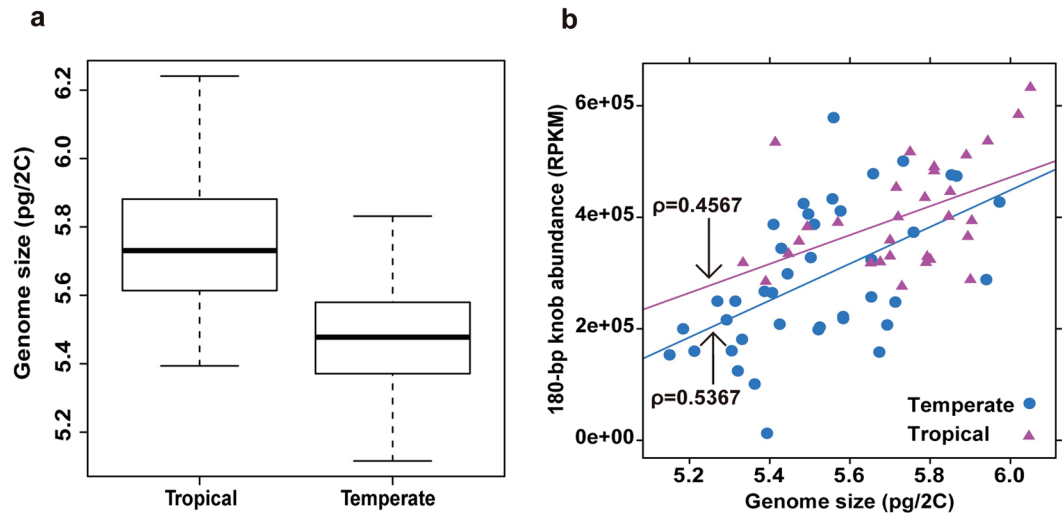 a
Genome size (pg/2C)
6.2
6.0
5.8
5.6
5.4
5.2
Tropical
Temperate
b
180-bp knob abundance (RPKM)
6e+05
4e+05
2e+05
0e+00
ρ=0.4567
ρ=0.5367
Temperate
Tropical
5.2
5.4
5.6
5.8
6.0
Genome size (pg/2C)